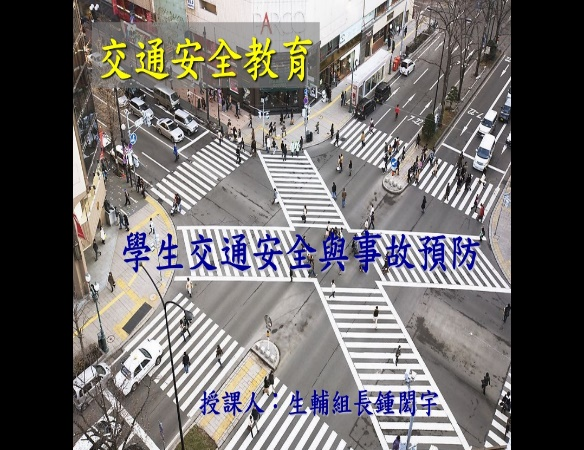 交通安全教育
學生交通安全與事故預防
授課人：生輔組長鍾閎宇